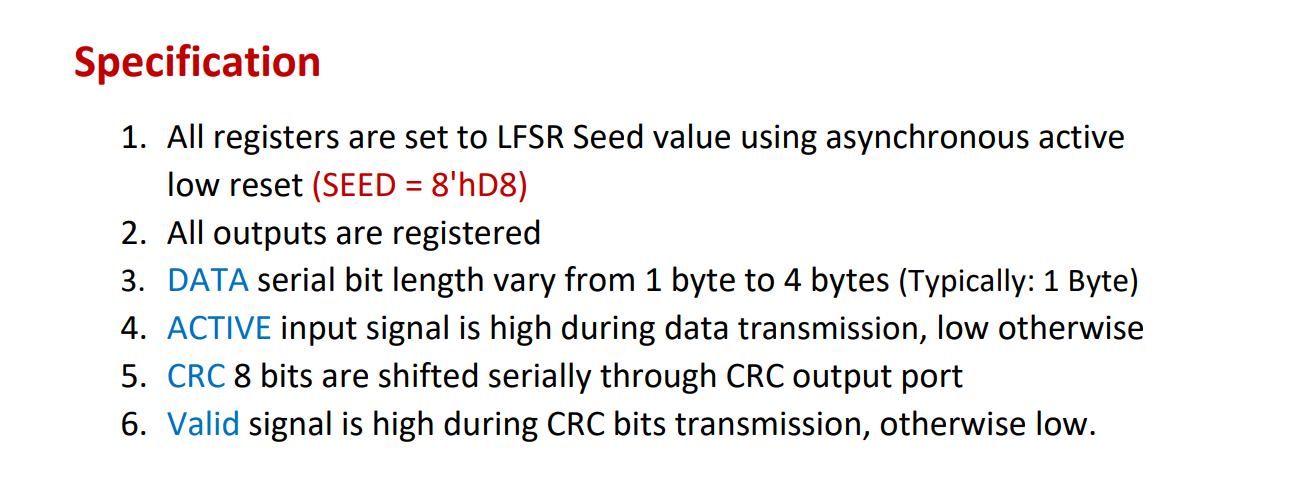 Specification
1. All registers are set to LFSR Seed value using asynchronous active
low reset (SEED = 8'hD8)
2. All outputs are registered
3. DATA serial bit length vary from 1 byte to 4 bytes (Typically: 1 Byte)
4. ACTIVE input signal is high during data transmission, low otherwise
5. CRC 8 bits are shifted serially through CRC output port
6. Valid signal is high during CRC bits transmission, otherwise low.